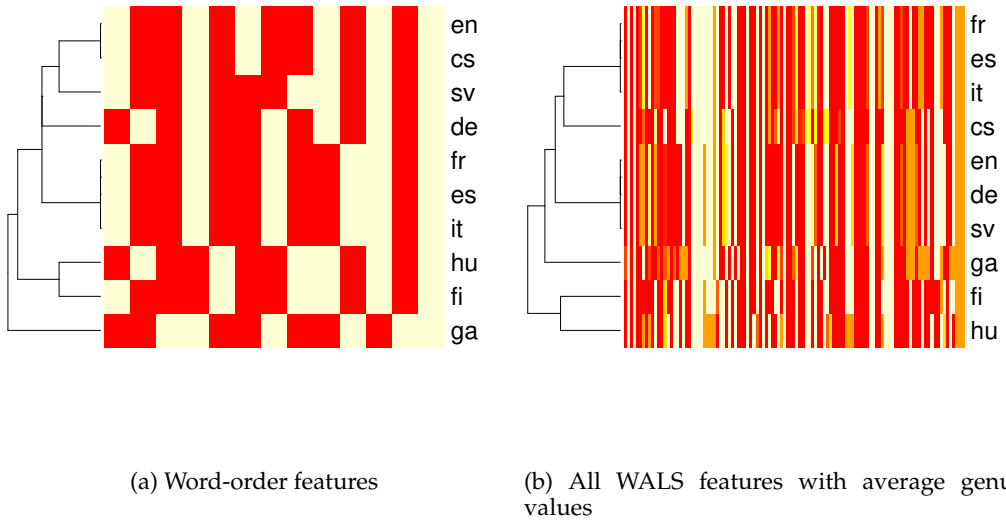 en
cs
sv
de
fr
es
it
hu
fi
ga
fr
es
it
cs
en
de
sv
ga
fi
hu
(a) Word-order features
(b) All WALS features with average genu
values